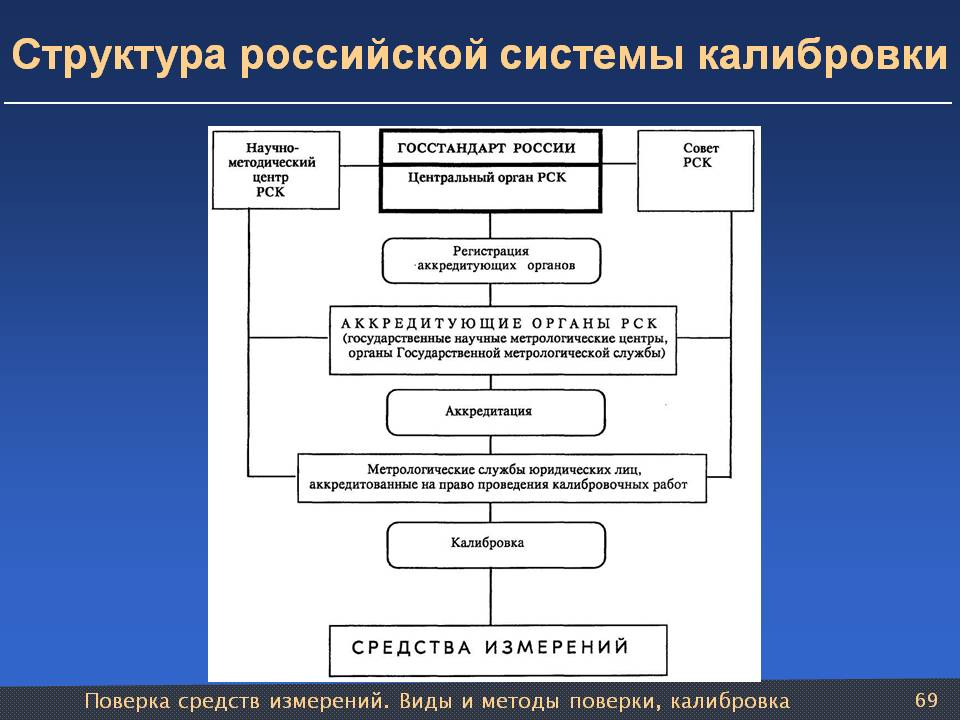 Структура российской системы калибровки
Научно-
методический
центр
РСК
ГОССТАНДАРТ РОССИИ
Центральный орган РСК
Совет
РСК
Регистрация
аккредитующих органов
АККРЕДИТУЮЩИЕ ОРГАНЫ РСК
(государственные научные метрологические центры,
органы Государственной метрологической службы)
Аккредитация
Метрологические службы юридических лиц,
аккредитованные на право проведения калибровочных работ
Калибровка
СРЕДСТВА ИЗМЕРЕНИЙ
Поверка средств измерений. Виды и методы поверки, калибровка
69